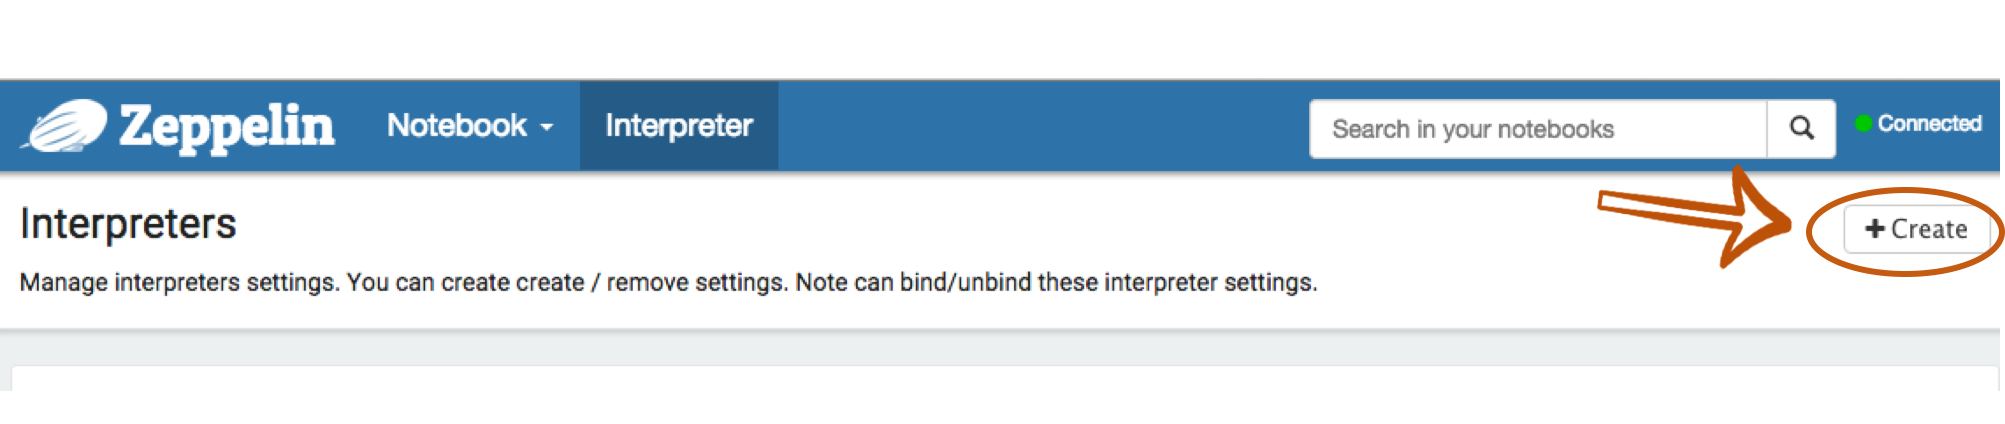 Zeppelin Notebook Interpreter Search in your notebooks Connected
Interpreters
+ Create
Manage interpreters settings. You can create create / remove settings. Note can bind/unbind these interpreter settings.